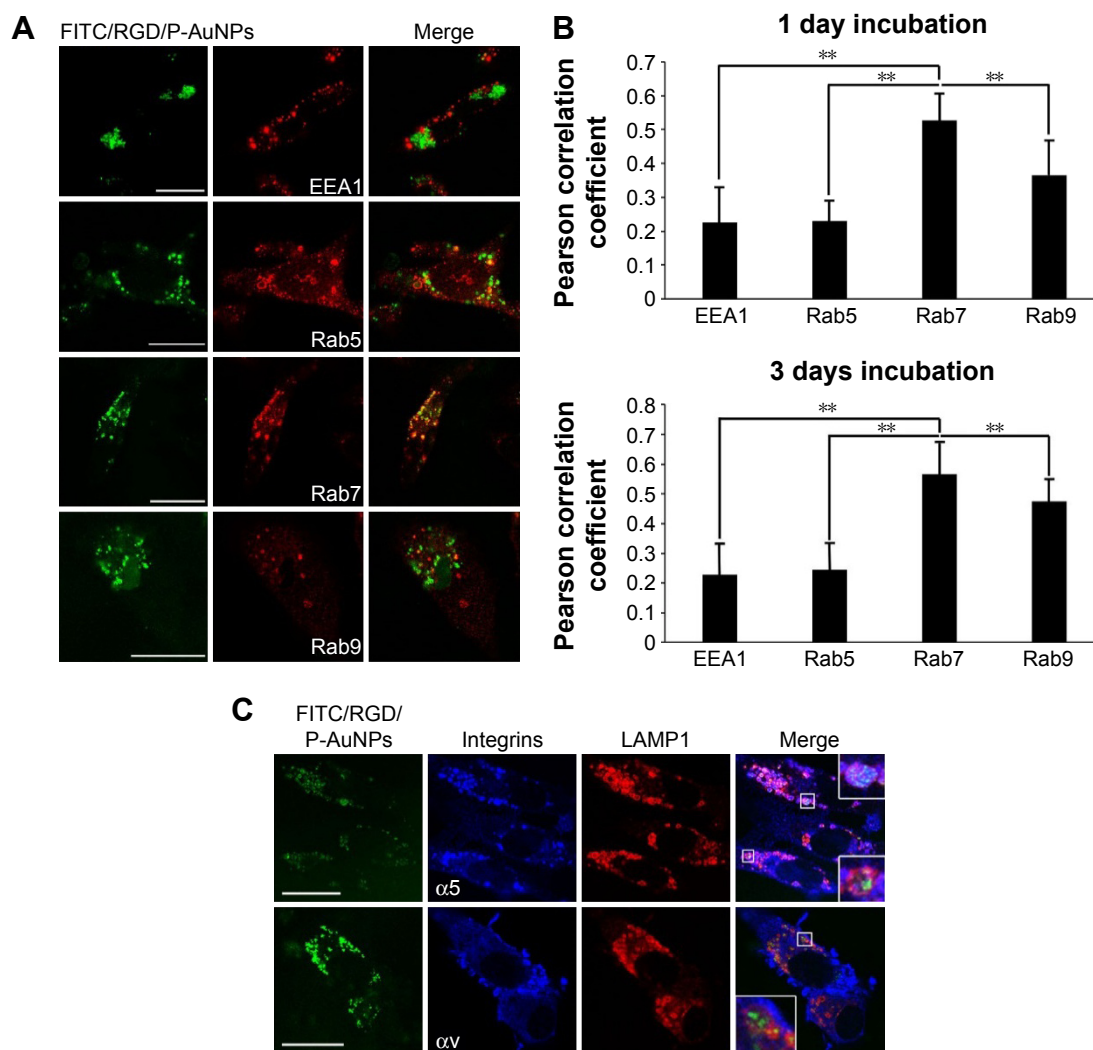 A
FITC/RGD/P-AuNPs Merge
EEA1
Rab5
Rab7
Rab9
B
1 day incubation
Pearson correlation
coefficient
0.7
0.6
0.5
0.4
0.3
0.2
0.1
0
**
** **
EEA1 Rab5 Rab7 Rab9
3 days incubation
Pearson correlation
coefficient
0.8
0.7
0.6
0.5
0.4
0.3
0.2
0.1
0
**
** **
EEA1 Rab5 Rab7 Rab9
C
FITC/RGD/
P-AuNPs Integrins LAMP1 Merge
α5
αv